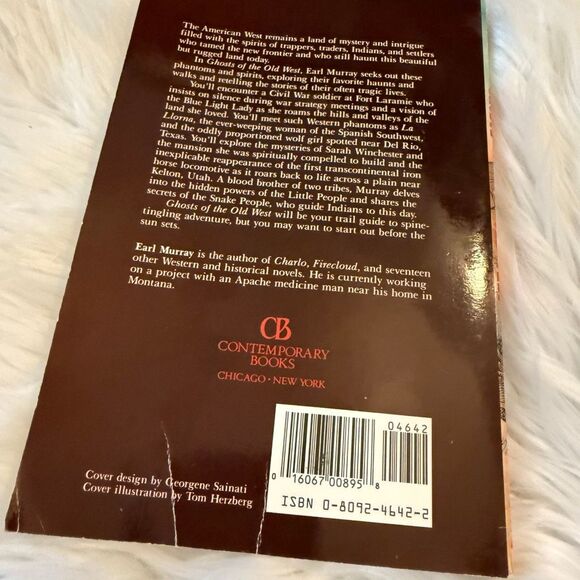 The American West remains a land of mystery and intrigue
filled with the spirits of trappers, traders, Indians, and settlers
who tamed the new frontier and who still haunt this beautiful
but rugged land today.
In Ghosts of the Old West, Earl Murray seeks out these
phantoms and spirits, exploring their favorite haunts and
walks and retelling the stories of their often tragic lives.
You'll encounter a Civil War soldier at Fort Laramie who
insists on silence during war strategy meetings and a vision of
the Blue Light Lady as she roams the hills and valleys of the
land she loved. You'll meet such Western phantoms as La
Llorna, the ever-weeping woman of the Spanish Southwest,
and the oddly proportioned wolf girl spotted near Del Rio,
Texas. You'll explore the mysteries of Sarah Winchester and
the mansion she was spiritually compelled to build and the
inexplicable reappearance of the first transcontinental iron
horse locomotive as it roars back to life across a plain near
Kelton, Utah. A blood brother of two tribes, Murray delves
into the hidden powers of the Little People and shares the
secrets of the Snake People, who guide Indians to this day.
Ghosts of the Old West will be your trail guide to spine-
tingling adventure, but you may want to start out before the
sun sets.
Earl Murray is the author of Charlo, Firecloud, and seventeen
other Western and historical novels. He is currently working
on a project with an Apache medicine man near his home in
Montana.
CB
CONTEMPORARY
BOOKS
CHICAGO • NEW YORK
04642
0 16067 00895 8
ISBN 0-8092-4642-2
Cover design by Georgene Sainati
Cover illustration by Tom Herzberg